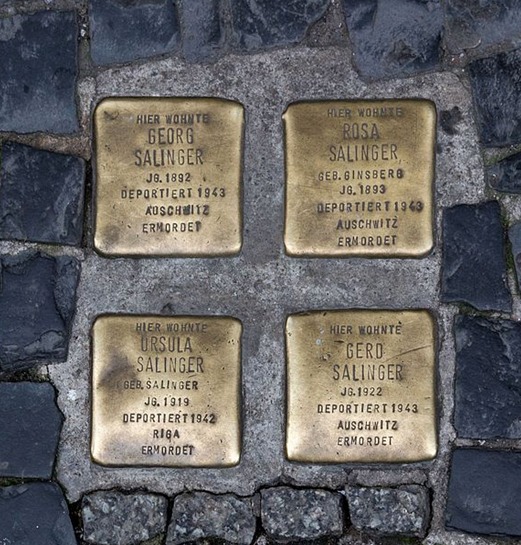 HIER WOHNTE
GEORG
SALINGER
JG. 1892
DEPORTIERT 1943
AUSCHWITZ
ERMORDET
HIER WOHNTE
ROSA
SALINGER
GEB. GINSBERG
JG. 1893
DEPORTIERT 1943
AUSCHWITZ
ERMORDET
HIER WOHNTE
URSULA
SALINGER
GEB. SALINGER
JG. 1919
DEPORTIERT 1942
RIGA
ERMORDET
HIER WOHNTE
GERD
SALINGER
JG. 1922
DEPORTIERT 1943
AUSCHWITZ
ERMORDET